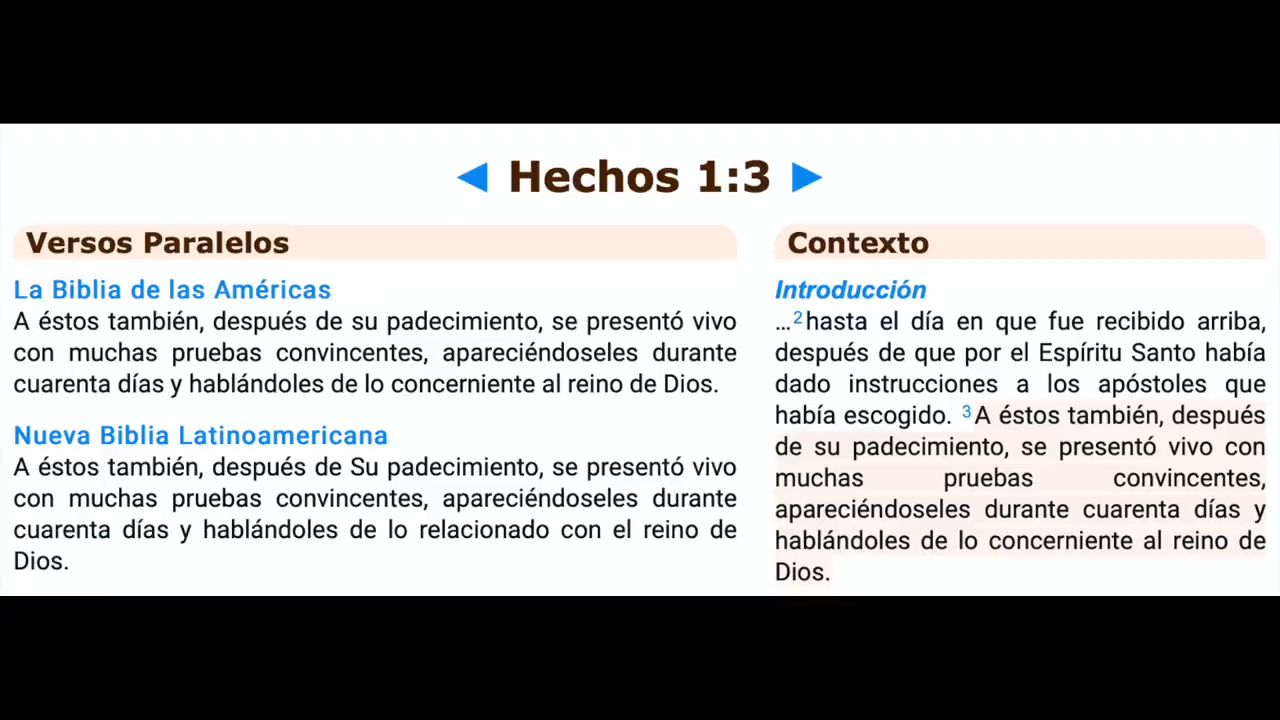 Hechos 1:3
Versos Paralelos
La Biblia de las Américas
A éstos también, después de su padecimiento, se presentó vivo
con muchas pruebas convincentes, apareciéndoseles durante
cuarenta días y hablándoles de lo concerniente al reino de Dios.
Nueva Biblia Latinoamericana
A éstos también, después de Su padecimiento, se presentó vivo
con muchas pruebas convincentes, apareciéndoseles durante
cuarenta días y hablándoles de lo relacionado con el reino de
Dios.
Contexto
Introducción
…2hasta el día en que fue recibido arriba,
después de que por el Espíritu Santo había
dado instrucciones a los apóstoles que
había escogido. 3A éstos también, después
de su padecimiento, se presentó vivo con
muchas pruebas convincentes,
apareciéndoseles durante cuarenta días y
hablándoles de lo concerniente al reino de
Dios.